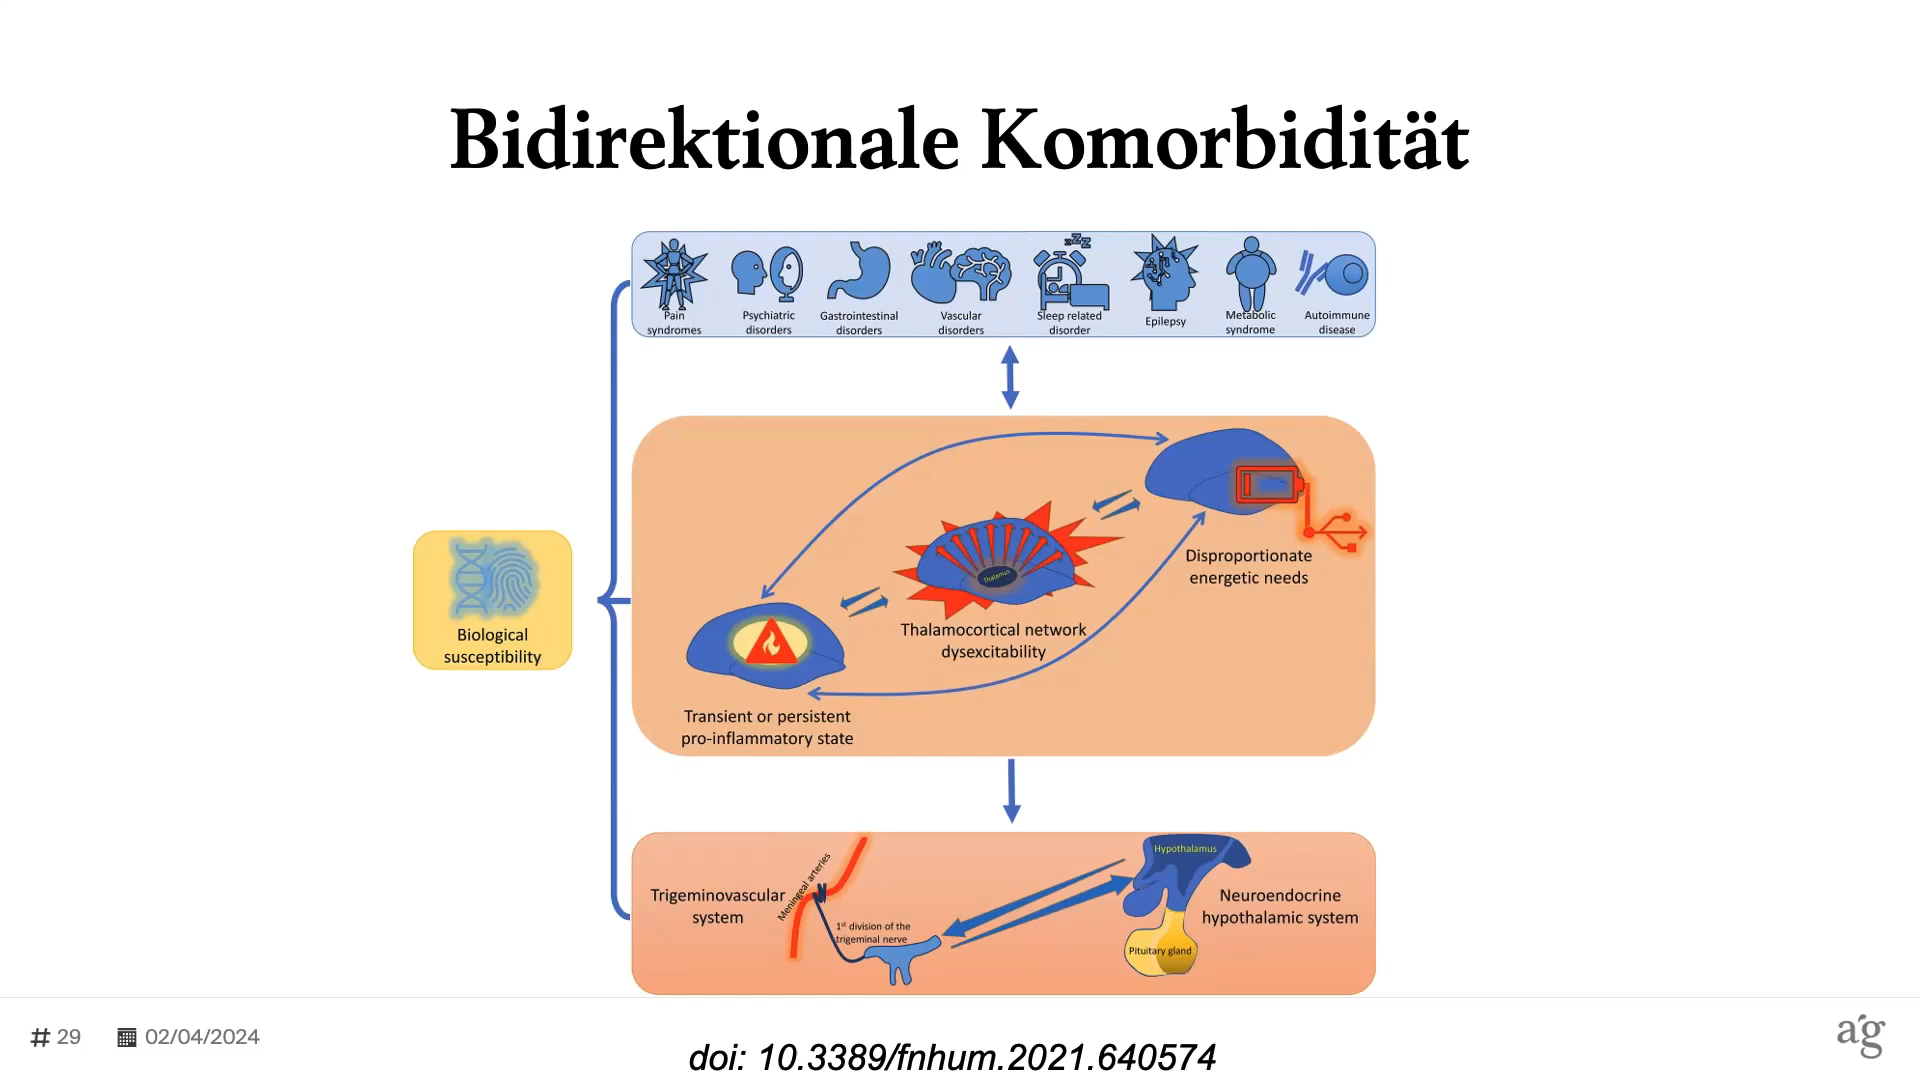 Bidirektionale Komorbidität
Pain
syndromes
Psychiatric
disorders
Gastrointestinal
disorders
Vascular
disorders
zzZ
Sleep related
disorder
Epilepsy
Metabolic
syndrome
Autoimmune
disease
Biological
susceptibility
Disproportionate
energetic needs
Thalamus
Thalamocortical network
dysexcitability
Transient or persistent
pro-inflammatory state
Trigeminovascular
system
Meningeal arteries
1st division of the
trigeminal nerve
Hypothalamus
Pituitary gland
Neuroendocrine
hypothalamic system
# 29
02/04/2024
doi: 10.3389/fnhum.2021.640574
a'g